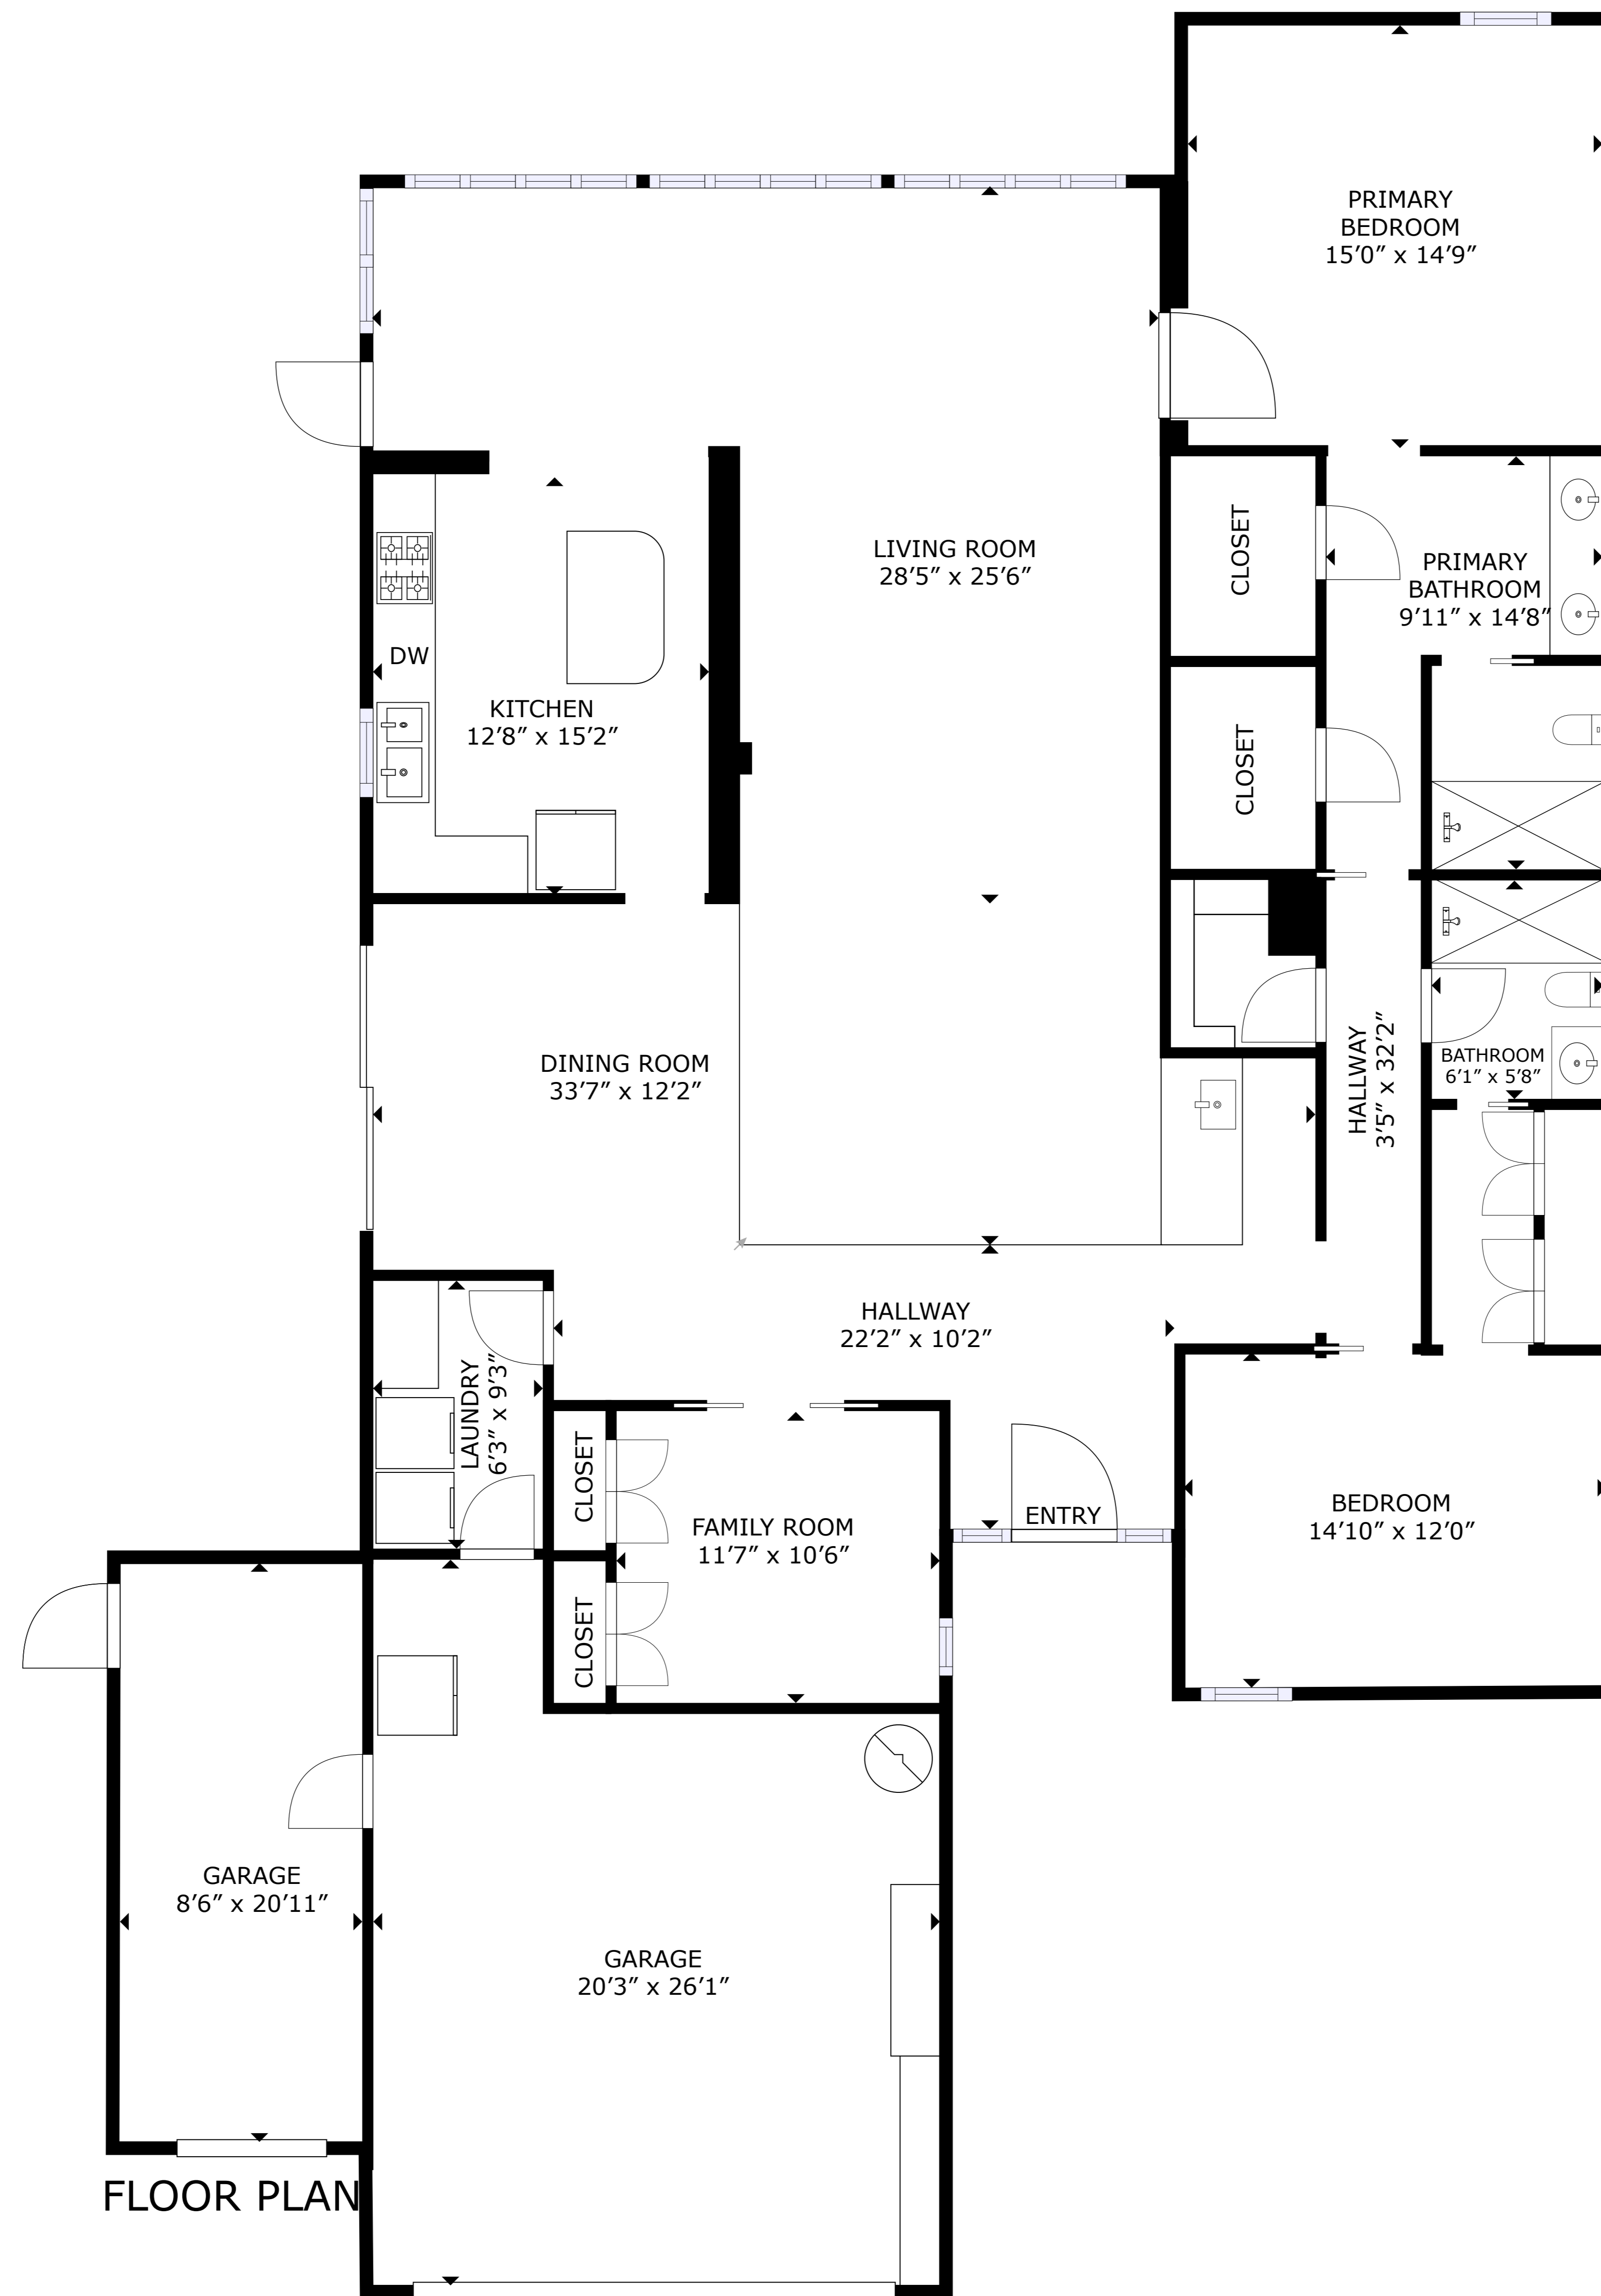 PRIMARY
BEDROOM
15′0″ x 14′9″
LIVING ROOM
28′5″ x 25′6″
CLOSET
PRIMARY
BATHROOM
9′11″ x 14′8″
DW
KITCHEN
12′8″ x 15′2″
CLOSET
DINING ROOM
33′7″ x 12′2″
HALLWAY
3′5″ x 32′2″
BATHROOM
6′1″ x 5′8″
HALLWAY
22′2″ x 10′2″
LAUNDRY
6′3″ x 9′3″
CLOSET
FAMILY ROOM
11′7″ x 10′6″
ENTRY
BEDROOM
14′10″ x 12′0″
CLOSET
GARAGE
8′6″ x 20′11″
GARAGE
20′3″ x 26′1″
FLOOR PLAN